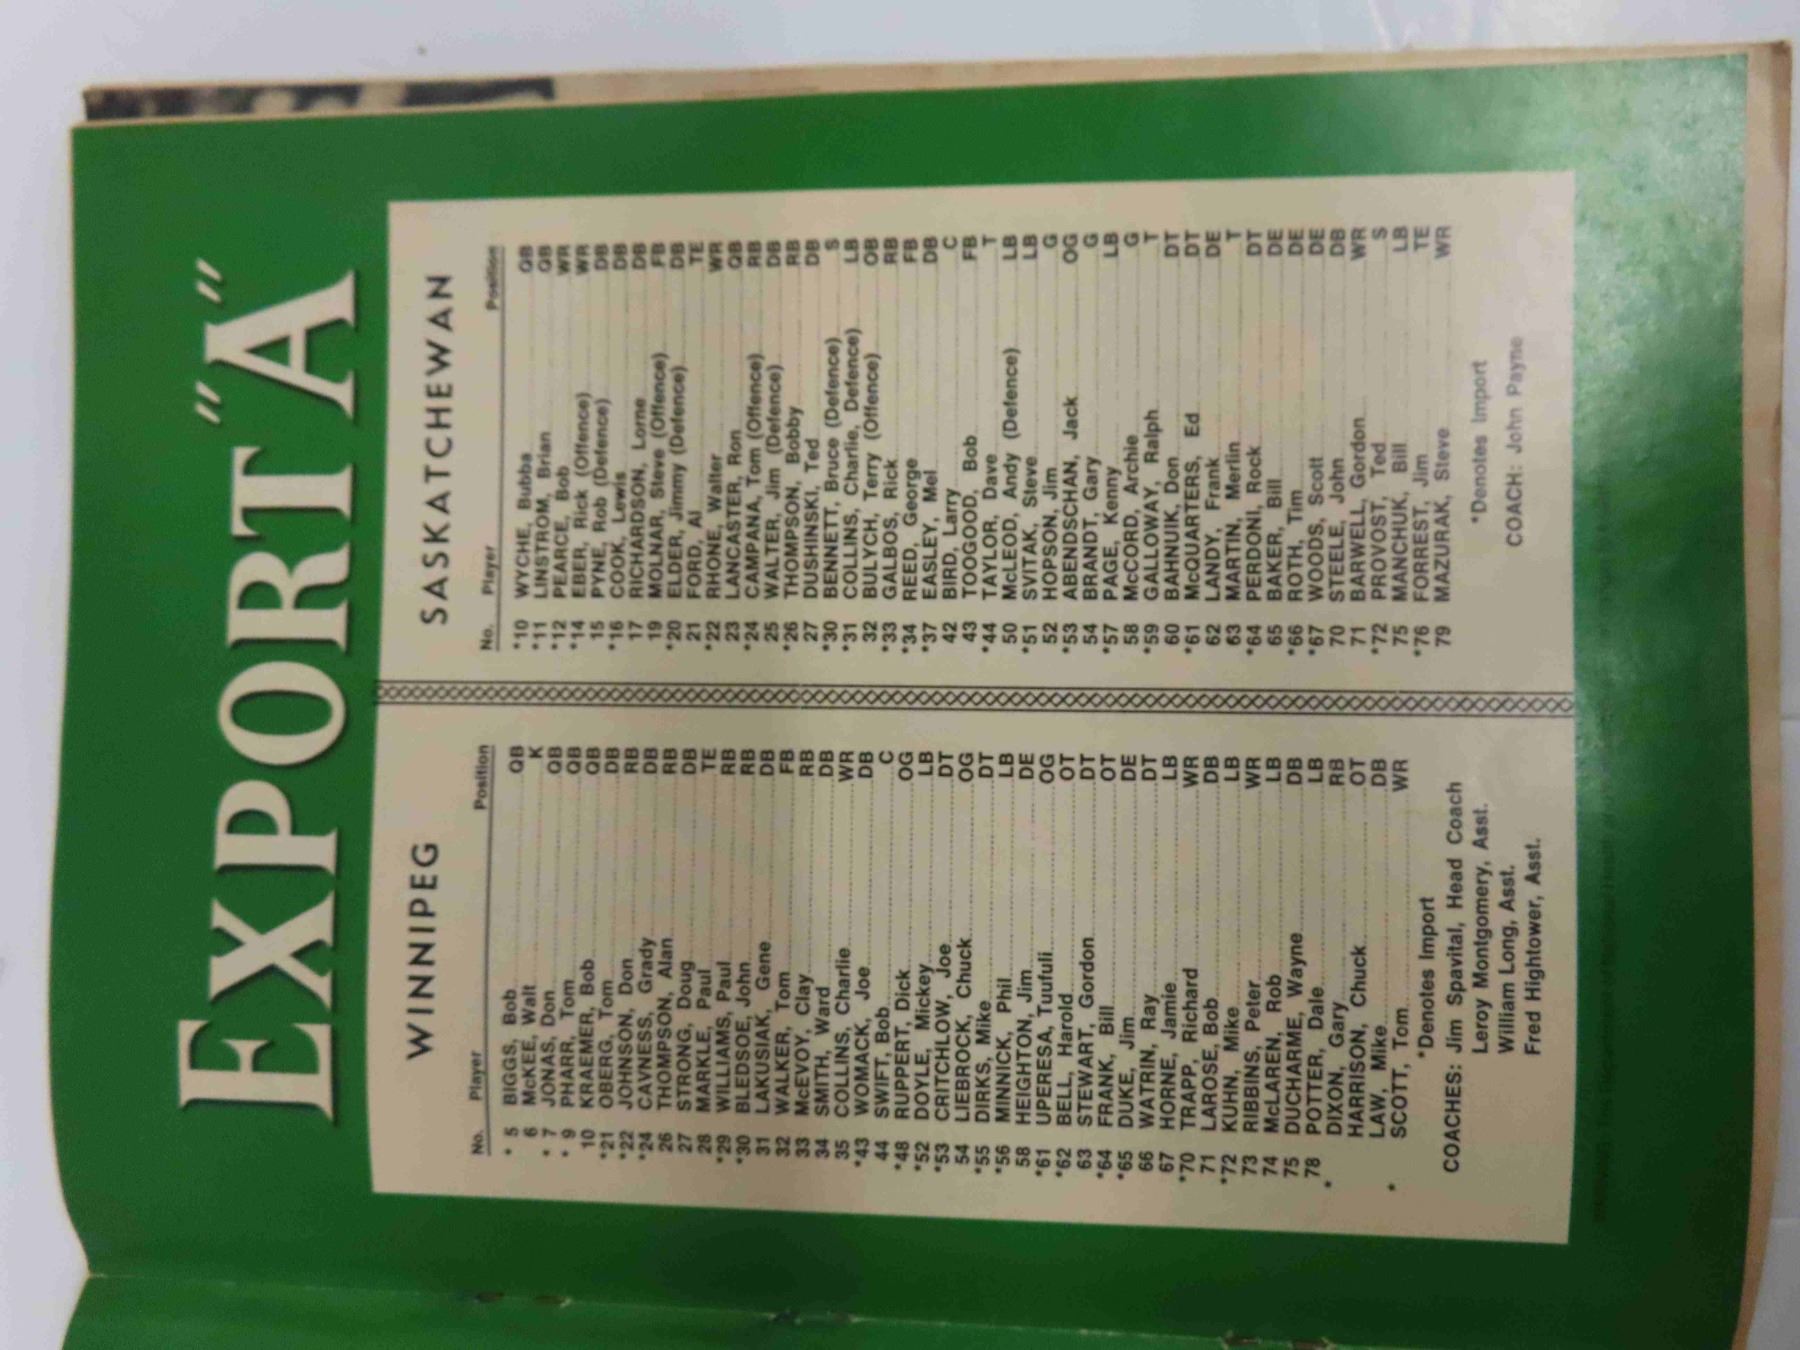 EXPORT "A"
WINNIPEG
No. Player Position
* 5 BIGGS, Bob QB
6 McKEE, Walt K
* 7 JONAS, Don QB
* 9 PHARR, Tom QB
10 KRAEMER, Bob QB
*21 OBERG, Tom DB
*22 JOHNSON, Don RB
*24 CAVNESS, Grady DB
26 THOMPSON, Alan RB
27 STRONG, Doug DB
28 MARKLE, Paul TE
*29 WILLIAMS, Paul RB
*30 BLEDSOE, John RB
31 LAKUSIAK, Gene DB
32 WALKER, Tom FB
33 McEVOY, Clay RB
34 SMITH, Ward DB
35 COLLINS, Charlie WR
*43 WOMACK, Joe DB
44 SWIFT, Bob C
*48 RUPPERT, Dick OG
*52 DOYLE, Mickey LB
*53 CRITCHLOW, Joe DT
54 LIEBROCK, Chuck OG
*55 DIRKS, Mike DT
*56 MINNICK, Phil LB
58 HEIGHTON, Jim DE
*61 UPERESA, Tuufuli OG
*62 BELL, Harold OT
63 STEWART, Gordon DT
*64 FRANK, Bill OT
*65 DUKE, Jim DE
66 WATRIN, Ray DT
67 HORNE, Jamie LB
*70 TRAPP, Richard WR
71 LAROSE, Bob DB
*72 KUHN, Mike LB
73 RIBBINS, Peter WR
74 McLAREN, Rob LB
75 DUCHARME, Wayne DB
78 POTTER, Dale LB
* DIXON, Gary RB
HARRISON, Chuck OT
LAW, Mike DB
* SCOTT, Tom WR
*Denotes Import
COACHES: Jim Spavital, Head Coach
Leroy Montgomery, Asst.
William Long, Asst.
Fred Hightower, Asst.
SASKATCHEWAN
No. Player Position
*10 WYCHE, Bubba QB
*11 LINSTROM, Brian QB
*12 PEARCE, Bob WR
*14 EBER, Rick (Offence) WR
15 PYNE, Rob (Defence) DB
*16 COOK, Lewis DB
17 RICHARDSON, Lorne DB
19 MOLNAR, Steve (Offence) FB
*20 ELDER, Jimmy (Defence) DB
21 FORD, Al TE
*22 RHONE, Walter WR
23 LANCASTER, Ron QB
*24 CAMPANA, Tom (Offence) RB
25 WALTER, Jim (Defence) DB
*26 THOMPSON, Bobby RB
27 DUSHINSKI, Ted DB
*30 BENNETT, Bruce (Defence) S
*31 COLLINS, Charlie, Defence) LB
32 BULYCH, Terry (Offence) OB
*33 GALBOS, Rick RB
*34 REED, George FB
*37 EASLEY, Mel DB
42 BIRD, Larry C
43 TOOGOOD, Bob FB
*44 TAYLOR, Dave T
50 McLEOD, Andy (Defence) LB
*51 SVITAK, Steve LB
52 HOPSON, Jim G
*53 ABENDSCHAN, Jack OG
54 BRANDT, Gary G
*57 PAGE, Kenny LB
58 McCORD, Archie G
*59 GALLOWAY, Ralph T
60 BAHNUIK, Don DT
*61 McQUARTERS, Ed DT
62 LANDY, Frank DE
63 MARTIN, Merlin T
*64 PERDONI, Rock DT
65 BAKER, Bill DE
*66 ROTH, Tim DE
*67 WOODS, Scott DE
70 STEELE, John DB
71 BARWELL, Gordon WR
*72 PROVOST, Ted S
75 MANCHUK, Bill LB
*76 FORREST, Jim TE
79 MAZURAK, Steve WR
*Denotes Import
COACH: John Payne